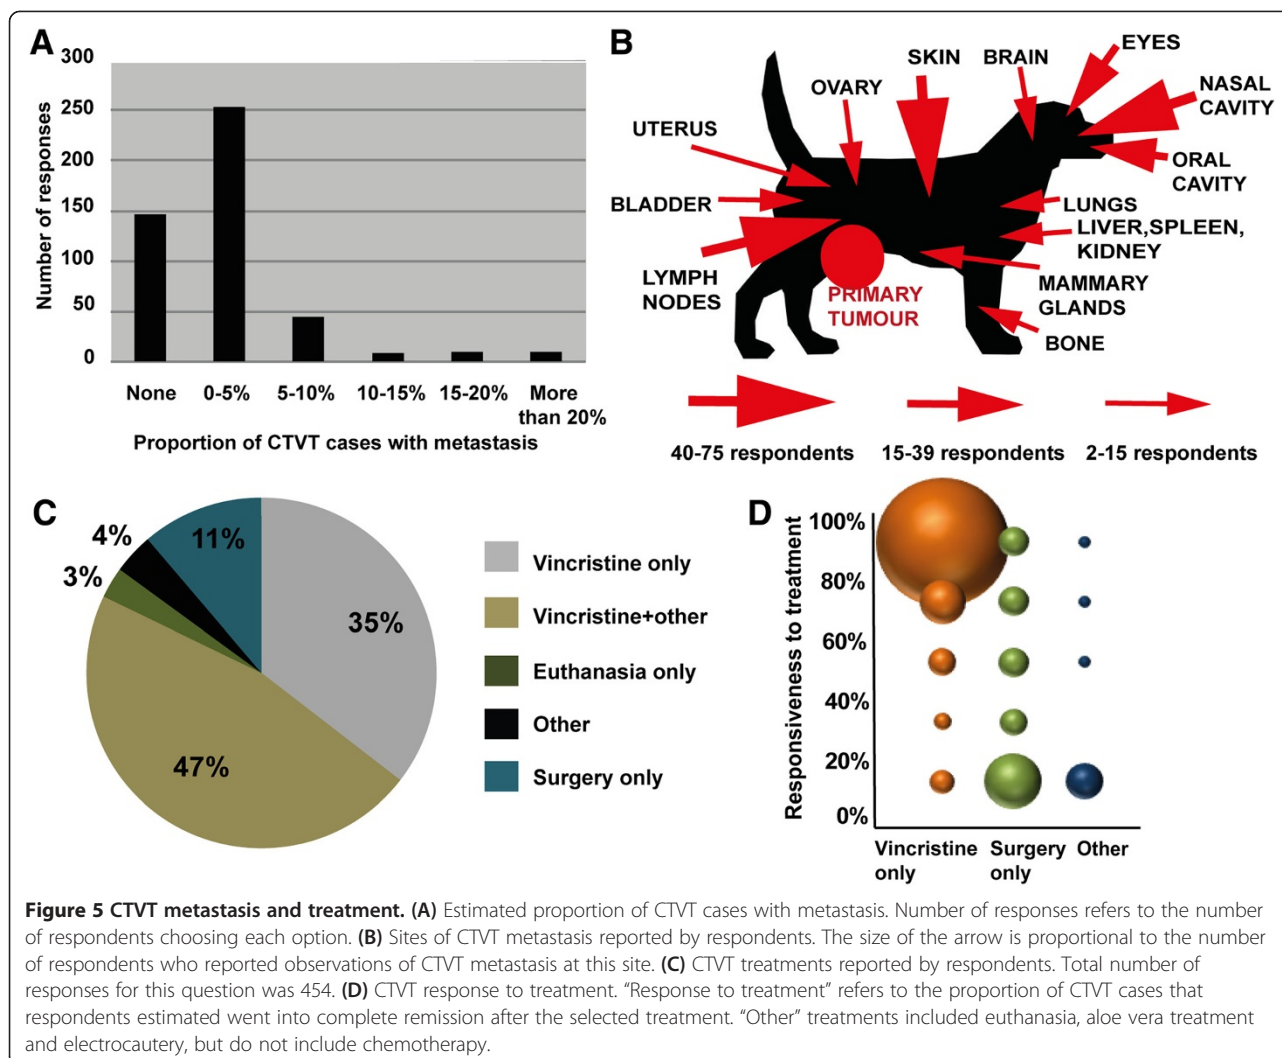 A
300
250
200
150
100
50
0
Number of responses
None
0-5%
5-10%
10-15%
15-20%
More
than 20%
Proportion of CTVT cases with metastasis
B
EYES
SKIN
BRAIN
NASAL
CAVITY
OVARY
UTERUS
ORAL
CAVITY
BLADDER
LUNGS
LIVER,SPLEEN,
KIDNEY
LYMPH
NODES
PRIMARY
TUMOUR
MAMMARY
GLANDS
BONE
40-75 respondents
15-39 respondents
2-15 respondents
C
4%
11%
3%
35%
47%
Vincristine only
Vincristine+other
Euthanasia only
Other
Surgery only
D
100%
80%
60%
40%
20%
0%
Responsiveness to treatment
Vincristine
only
Surgery
only
Other
Figure 5 CTVT metastasis and treatment. (A) Estimated proportion of CTVT cases with metastasis. Number of responses refers to the number
of respondents choosing each option. (B) Sites of CTVT metastasis reported by respondents. The size of the arrow is proportional to the number
of respondents who reported observations of CTVT metastasis at this site. (C) CTVT treatments reported by respondents. Total number of
responses for this question was 454. (D) CTVT response to treatment. “Response to treatment” refers to the proportion of CTVT cases that
respondents estimated went into complete remission after the selected treatment. “Other” treatments included euthanasia, aloe vera treatment
and electrocautery, but do not include chemotherapy.